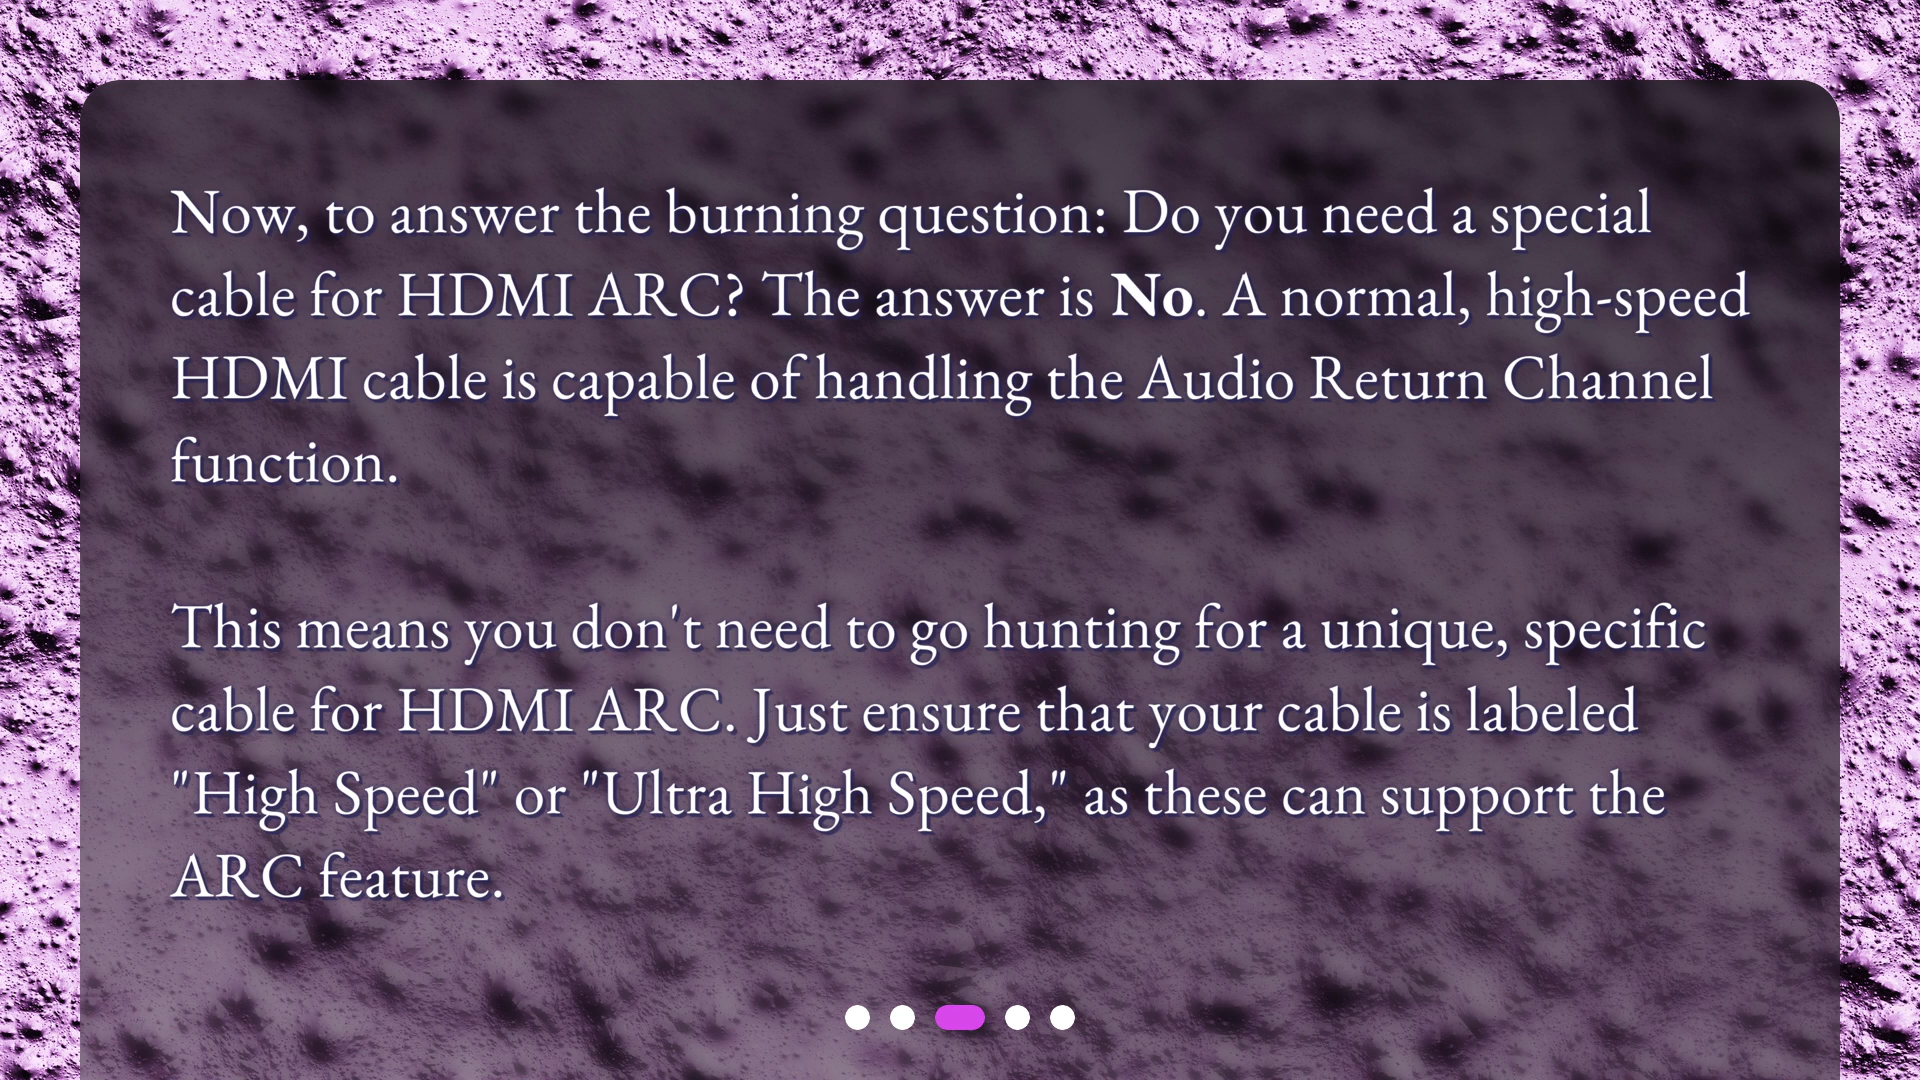 Now, to answer the burning question: Do you need a special
cable for HDMI ARC? The answer is No. A normal, high-speed
HDMI cable is capable of handling the Audio Return Channel
function.
This means you don't need to go hunting for a unique, specific
cable for HDMI ARC. Just ensure that your cable is labeled
"High Speed" or "Ultra High Speed," as these can support the
ARC feature.